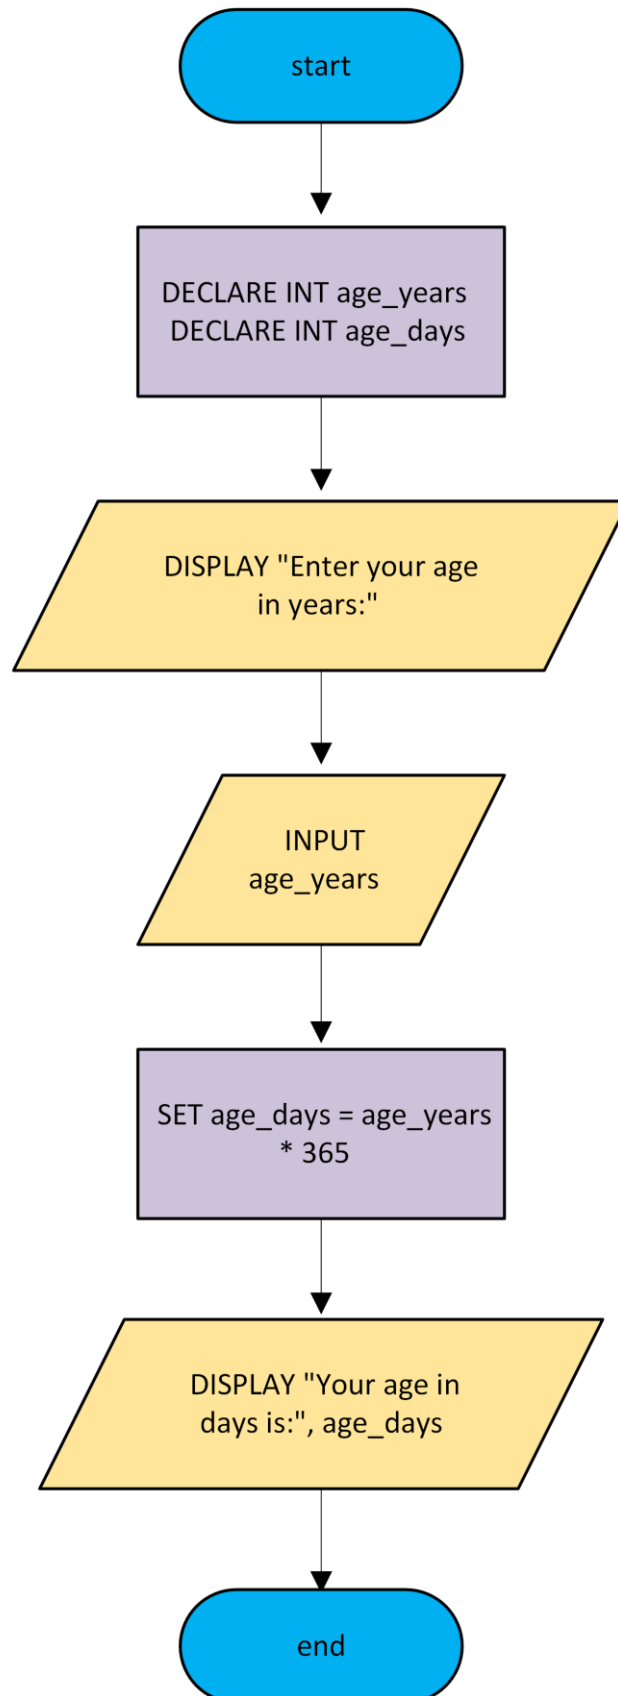 start
DECLARE INT age_years
DECLARE INT age_days
DISPLAY "Enter your age
in years:"
INPUT
age_years
SET age_days = age_years
* 365
DISPLAY "Your age in
days is:", age_days
end